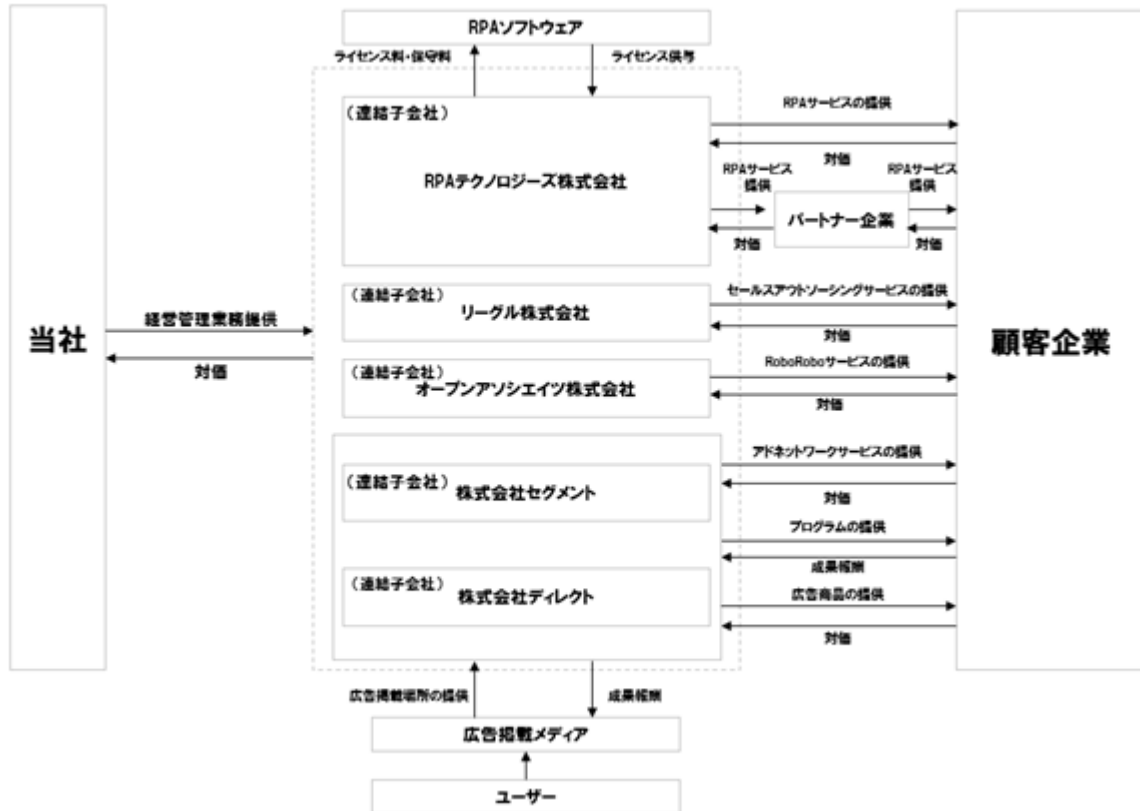 RPAソフトウェア
ライセンス料・保守料
ライセンス供与
（連結子会社）
RPAテクノロジーズ株式会社
RPAサービスの提供
対価
RPAサービス
提供
RPAサービス
提供
パートナー企業
対価
対価
（連結子会社）
リーグル株式会社
セールスアウトソーシングサービスの提供
対価
当社
経営管理業務提供
対価
顧客企業
（連結子会社）
オープンアソシエイツ株式会社
RoboRoboサービスの提供
対価
アドネットワークサービスの提供
（連結子会社）
株式会社セグメント
対価
プログラムの提供
成果報酬
（連結子会社）
株式会社ディレクト
広告商品の提供
対価
広告掲載場所の提供
成果報酬
広告掲載メディア
ユーザー